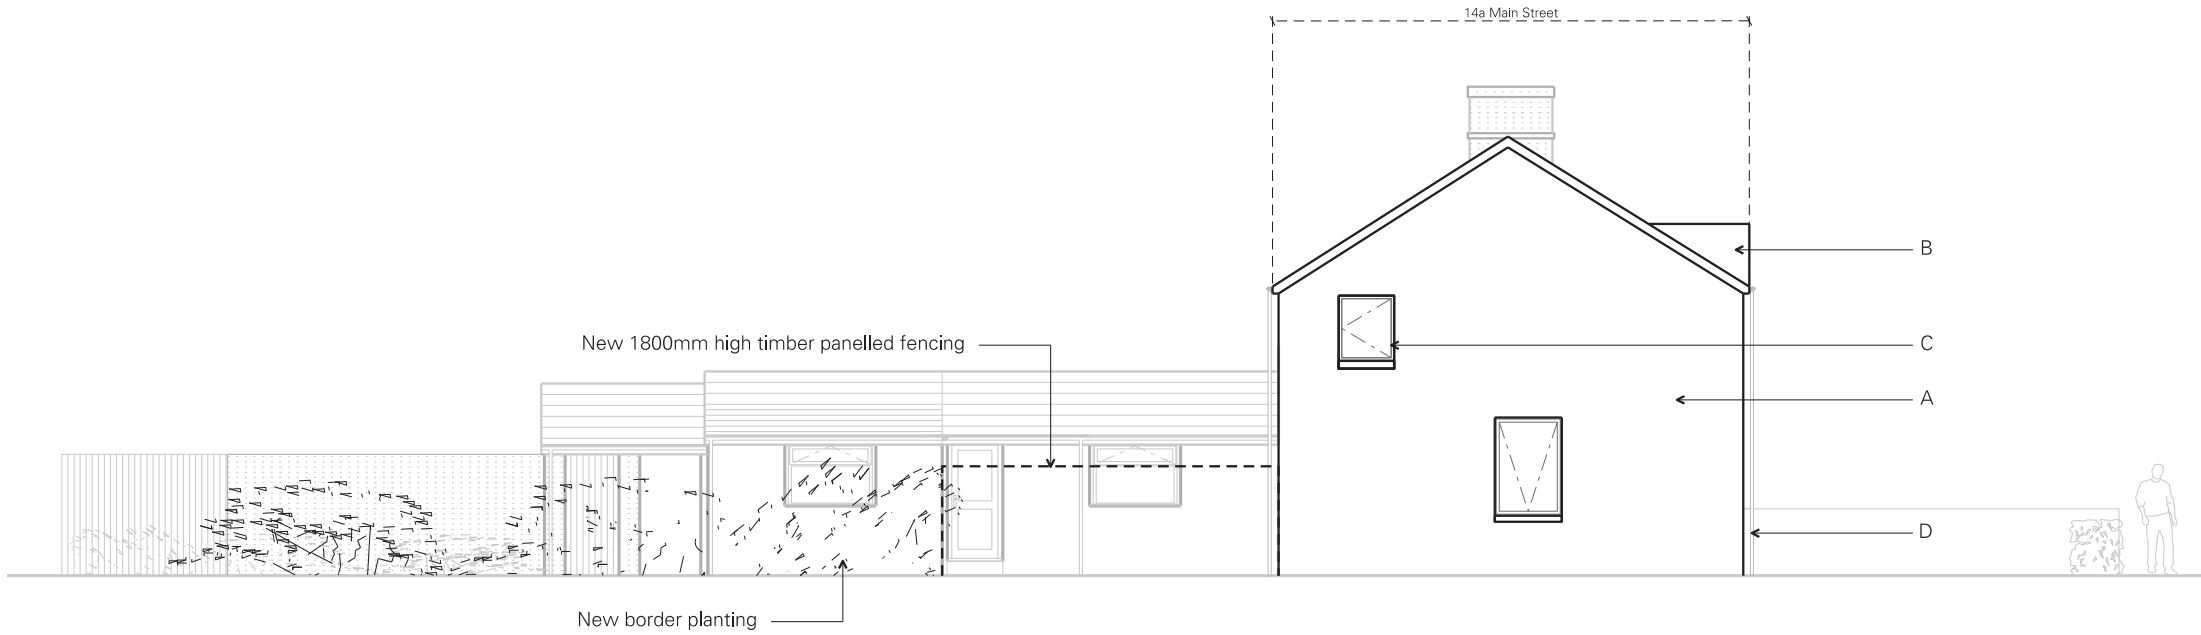 14a Main Street
B
New 1800mm high timber panelled fencing
C
A
D
New border planting